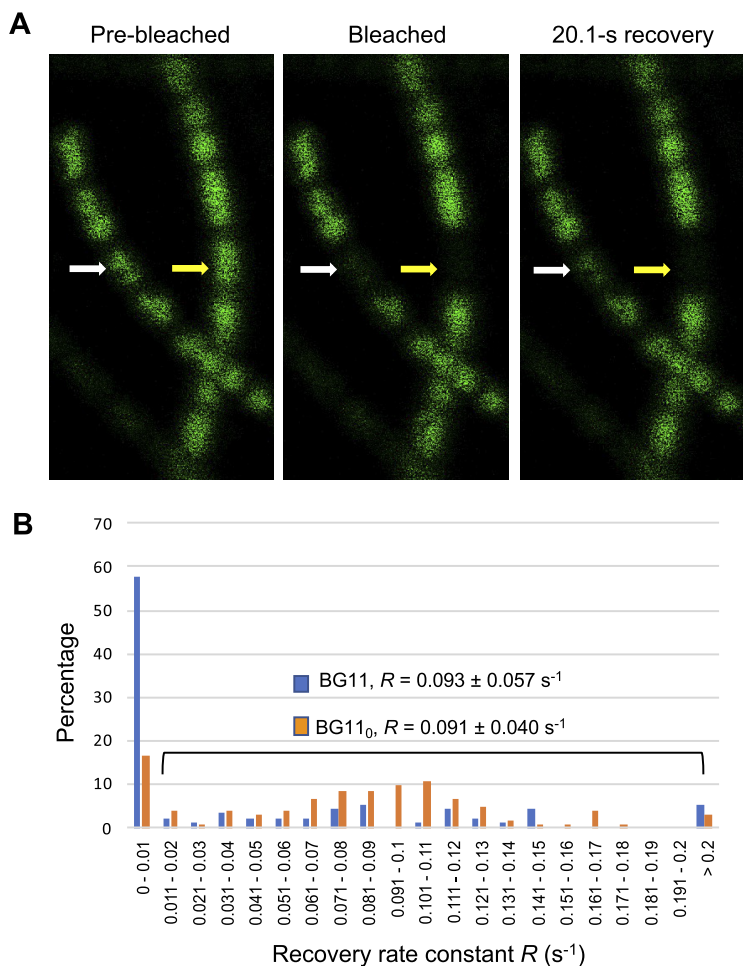 A
Pre-bleached
Bleached
20.1-s recovery
B
Percentage
70
60
50
40
30
20
10
0
BG11, R = 0.093 ± 0.057 s⁻¹
BG11₀, R = 0.091 ± 0.040 s⁻¹
0 - 0.01
0.011 - 0.02
0.021 - 0.03
0.031 - 0.04
0.041 - 0.05
0.051 - 0.06
0.061 - 0.07
0.071 - 0.08
0.081 - 0.09
0.091 - 0.1
0.101 - 0.11
0.111 - 0.12
0.121 - 0.13
0.131 - 0.14
0.141 - 0.15
0.151 - 0.16
0.161 - 0.17
0.171 - 0.18
0.181 - 0.19
0.191 - 0.2
> 0.2
Recovery rate constant R (s⁻¹)